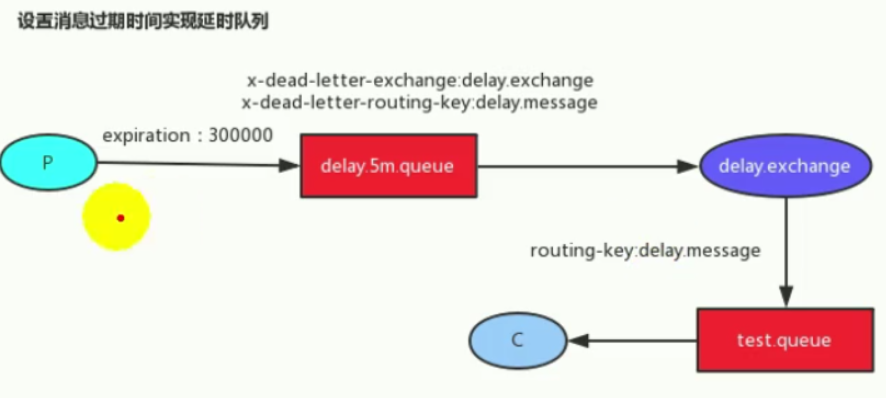 设置消息过期时间实现延时队列
x-dead-letter-exchange:delay.exchange
x-dead-letter-routing-key:delay.message
expiration：300000
P
delay.5m.queue
delay.exchange
routing-key:delay.message
C
test.queue